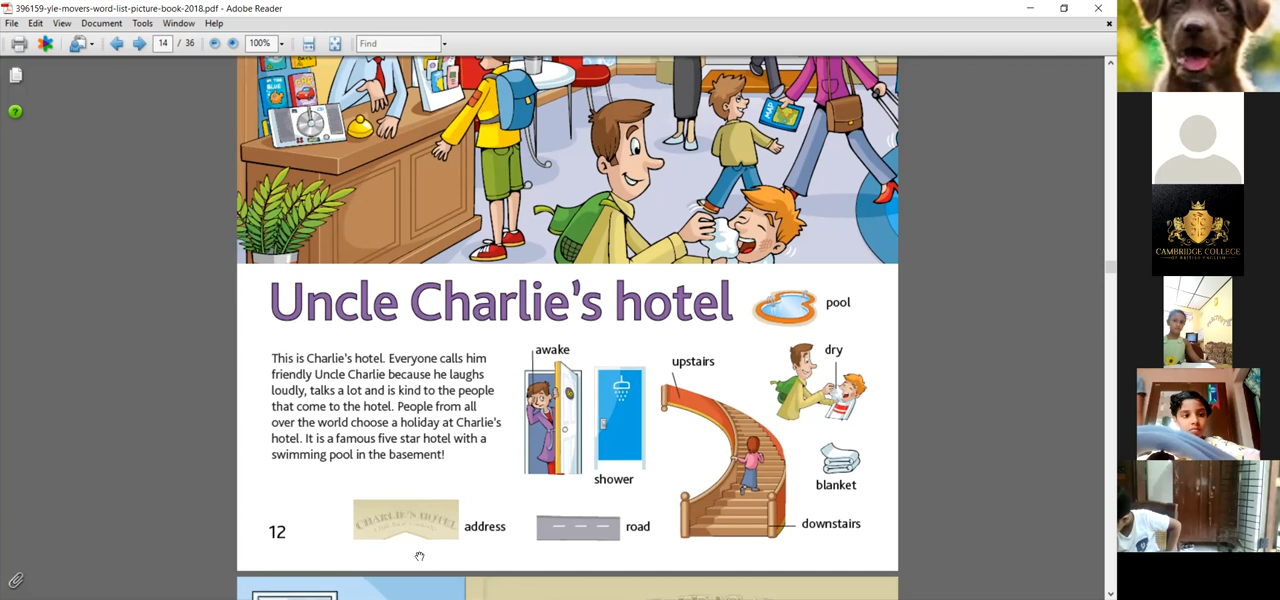 396159-yle-movers-word-list-picture-book-2018.pdf - Adobe Reader
File Edit View Document Tools Window Help
14 / 36 100% Find
MAP
CAMBRIDGE COLLEGE
OF BRITISH ENGLISH
Uncle Charlie's hotel
pool
This is Charlie's hotel. Everyone calls him
friendly Uncle Charlie because he laughs
loudly, talks a lot and is kind to the people
that come to the hotel. People from all
over the world choose a holiday at Charlie's
hotel. It is a famous five star hotel with a
swimming pool in the basement!
awake
shower
upstairs
dry
blanket
downstairs
CHARLIE'S HOTEL
address
road
12